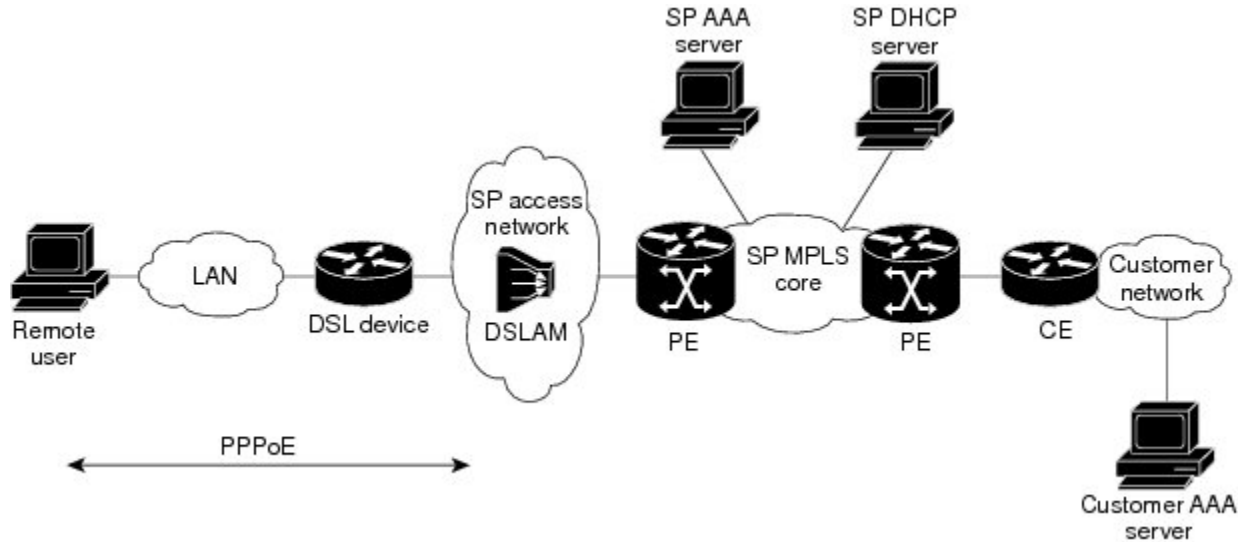 SP AAA
server
SP DHCP
server
SP access
network
LAN
SP MPLS
core
Customer
network
Remote
user
DSL device
DSLAM
PE
PE
CE
PPPoE
Customer AAA
server